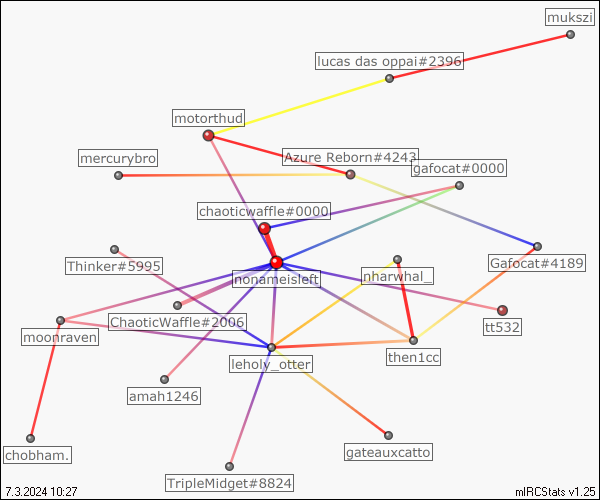 mukszi
lucas das oppai#2396
motorthud
mercurybro
Azure Reborn#4243
gafocat#0000
chaoticwaffle#0000
Thinker#5995
nonameisleft
nharwhal_
Gafocat#4189
ChaoticWaffle#2006
tt532
moonraven
leholy_otter
then1cc
amah1246
chobham.
gateauxcatto
TripleMidget#8824
7.3.2024 10:27
mIRCStats v1.25